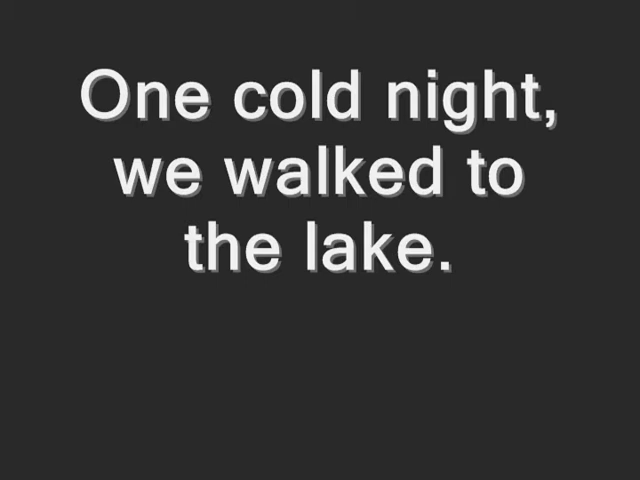 One cold night,
we walked to
the lake.